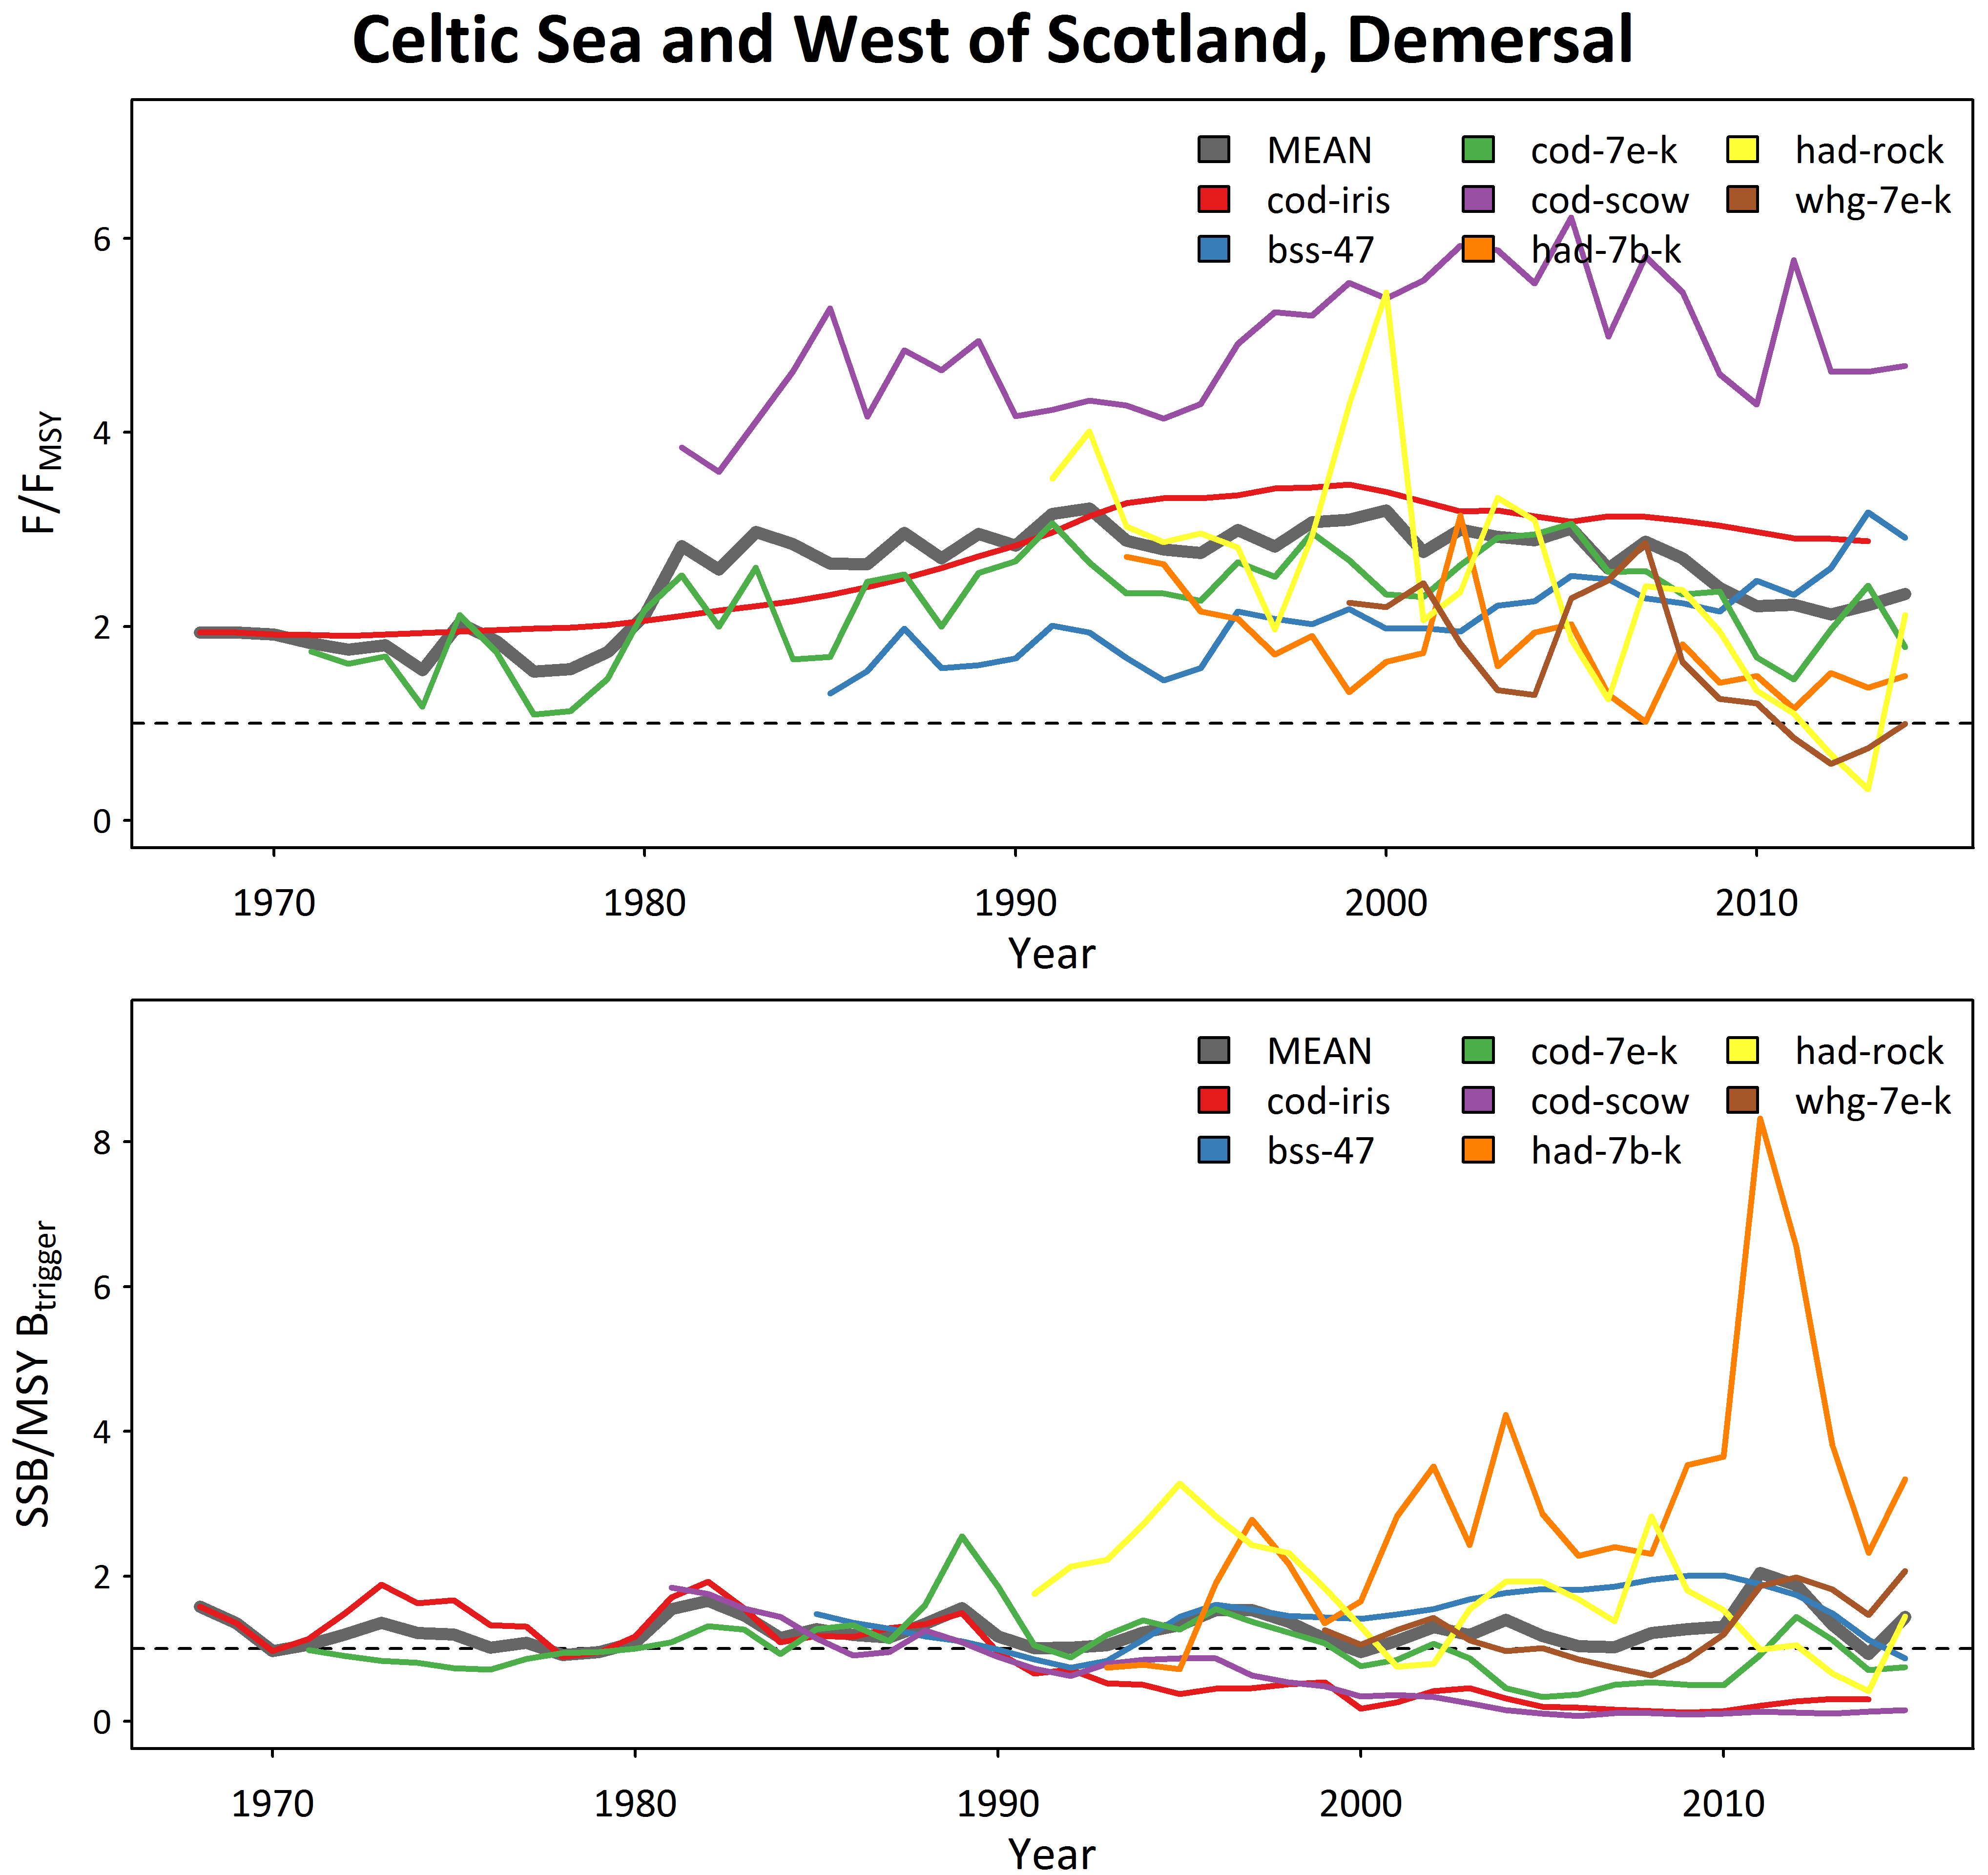 Celtic Sea and West of Scotland, Demersal
MEAN cod-7e-k had-rock
cod-iris cod-scow whg-7e-k
bss-47 had-7b-k
F/FMSY
6
4
2
0
1970 1980 1990 2000 2010
Year
MEAN cod-7e-k had-rock
cod-iris cod-scow whg-7e-k
bss-47 had-7b-k
SSB/MSY Btrigger
8
6
4
2
0
1970 1980 1990 2000 2010
Year